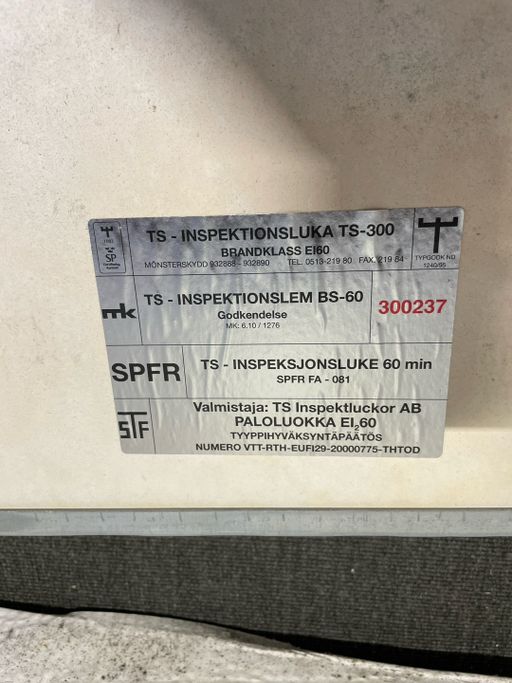 TS - INSPEKTIONSLUKA TS-300
BRANDKLASS EI60
MÖNSTERSKYDD 932888 - 932890 TEL. 0513-219 80 FAX. 219 84
SP
TYPGODK NO
1240/95
mk
TS - INSPEKTIONSLEM BS-60
Godkendelse
MK: 6.10 / 1276
300237
SPFR
TS - INSPEKSJONSLUKE 60 min
SPFR FA - 081
STF
Valmistaja: TS Inspektluckor AB
PALOLUOKKA EI₂60
TYYPPIHYVÄKSYNTÄPÄÄTÖS
NUMERO VTT-RTH-EUFI29-20000775-THTOD